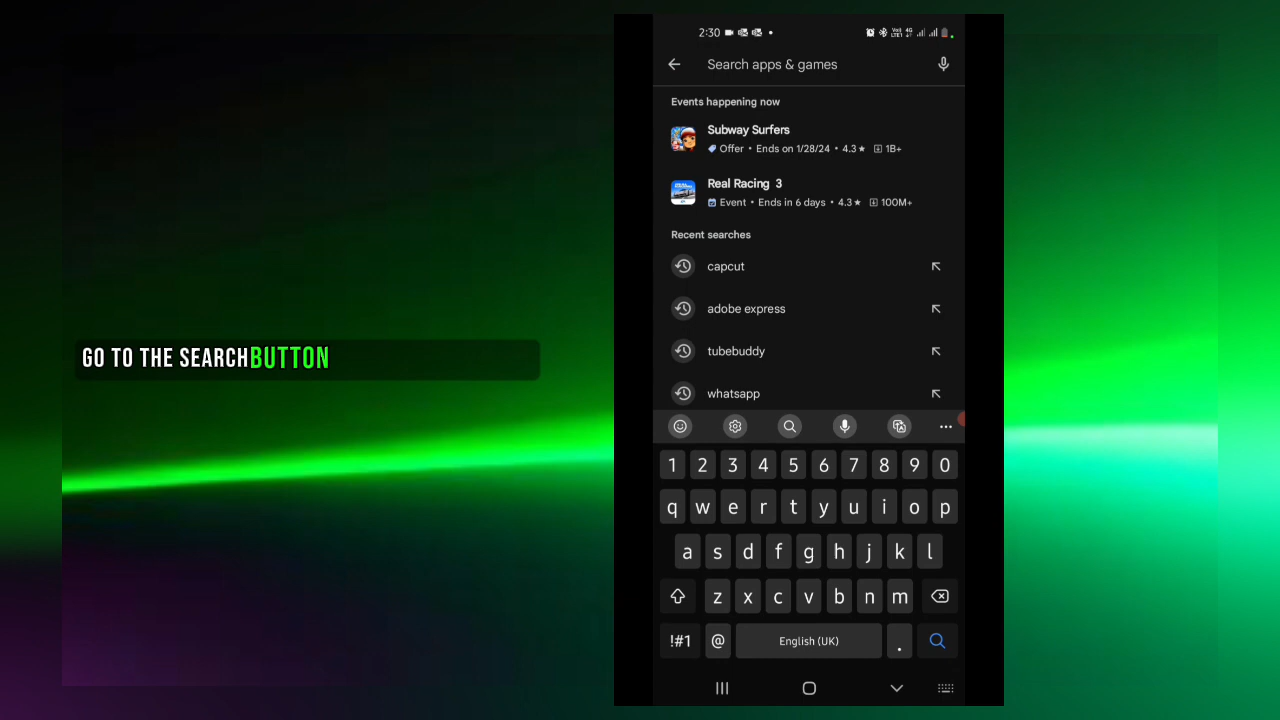 GO TO THE SEARCH BUTTON
2:30
Search apps & games
Events happening now
Subway Surfers
Offer • Ends on 1/28/24 • 4.3★ 1B+
Real Racing 3
Event • Ends in 6 days • 4.3★ 100M+
Recent searches
capcut
adobe express
tubebuddy
whatsapp
1 2 3 4 5 6 7 8 9 0
q w e r t y u i o p
a s d f g h j k l
z x c v b n m
!#1 @ English (UK) .